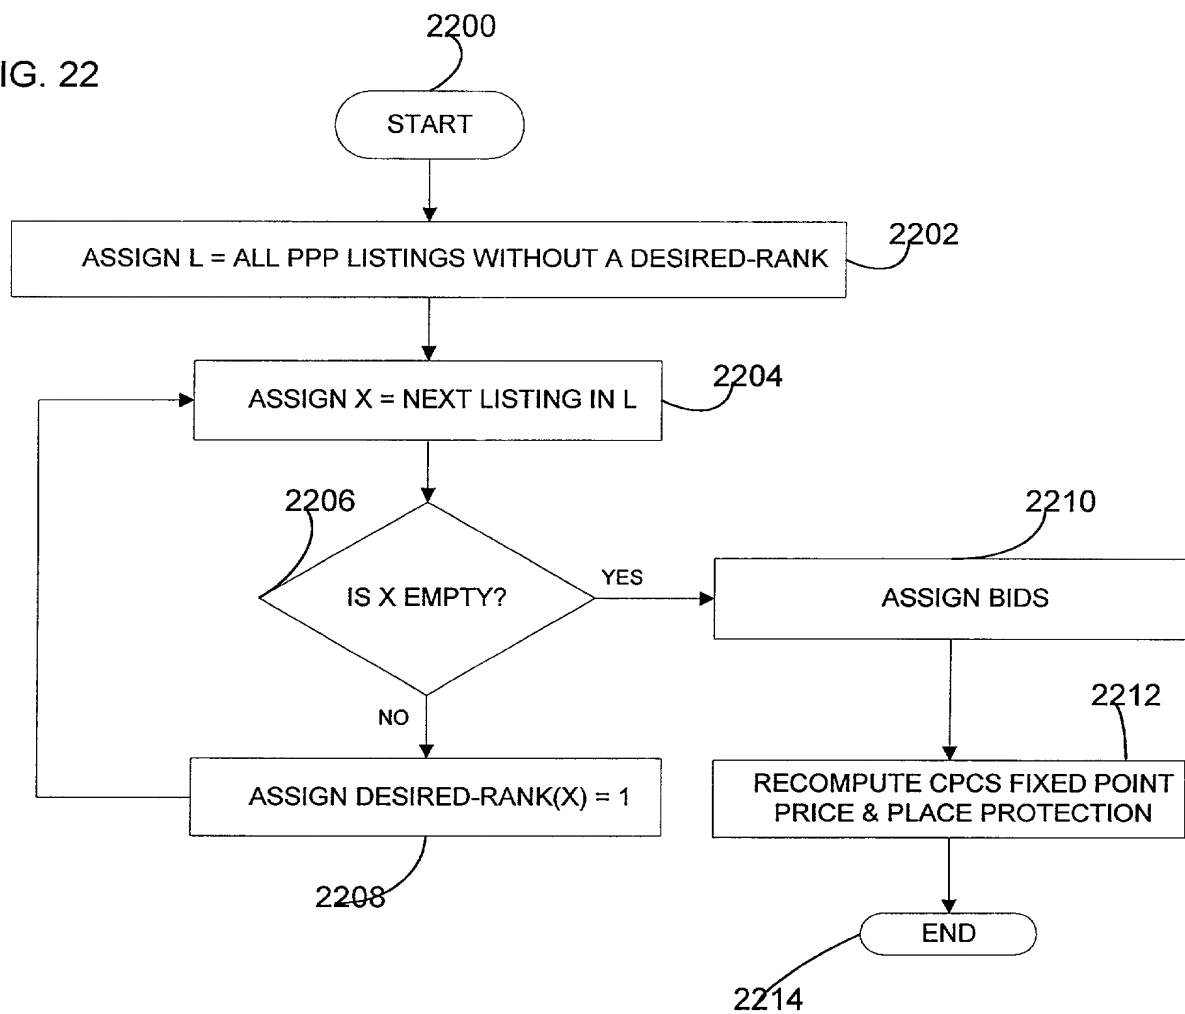 2200
IG. 22
START
ASSIGN L = ALL PPP LISTINGS WITHOUT A DESIRED-RANK
2202
ASSIGN X = NEXT LISTING IN L
2204
2206
IS X EMPTY?
YES
2210
ASSIGN BIDS
NO
2212
ASSIGN DESIRED-RANK(X) = 1
RECOMPUTE CPCS FIXED POINT
PRICE & PLACE PROTECTION
2208
END
2214